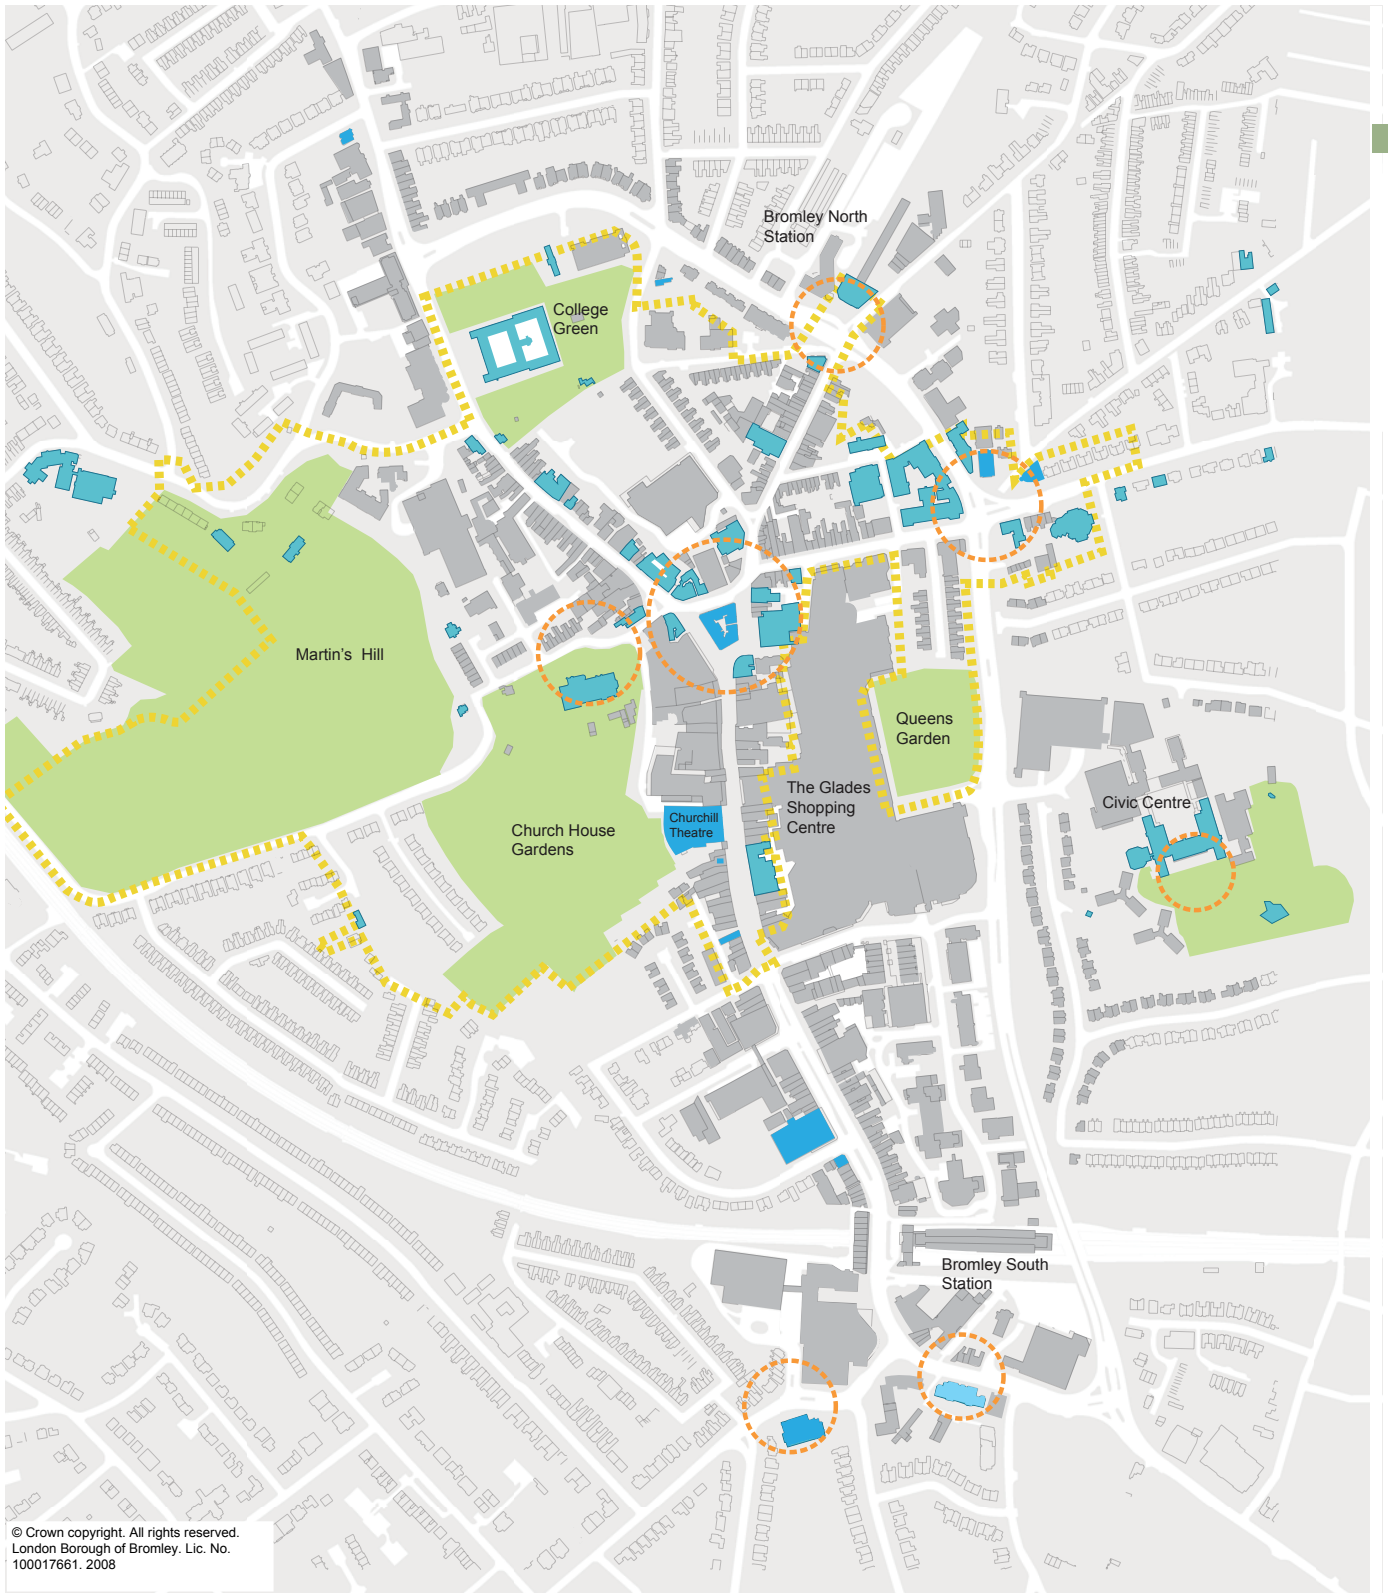 Bromley North
Station
College
Green
Martin's Hill
Queens
Garden
The Glades
Shopping
Centre
Civic Centre
Churchill
Theatre
Church House
Gardens
Bromley South
Station
© Crown copyright. All rights reserved.
London Borough of Bromley. Lic. No.
100017661. 2008